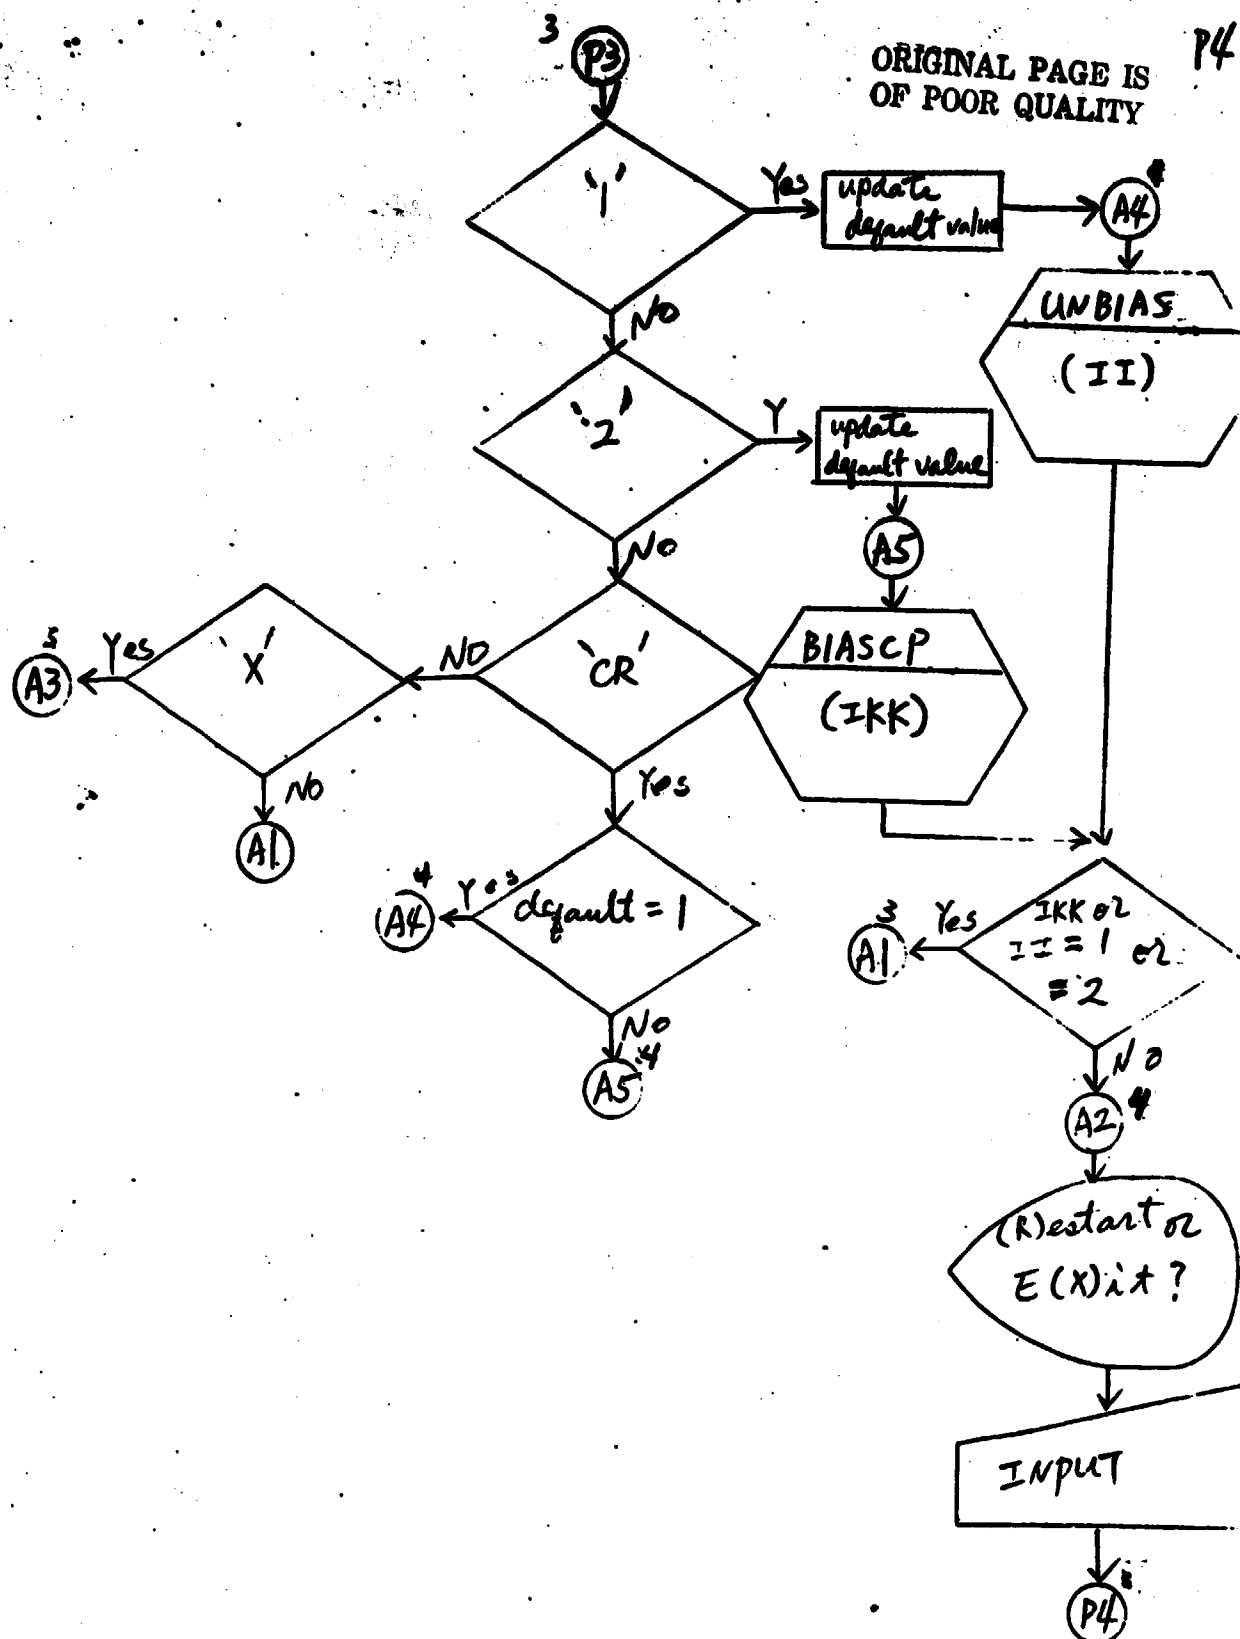 3
P3
ORIGINAL PAGE IS
OF POOR QUALITY
P4
'1'
Yes
update
default value
A4
NO
UNBIAS
(II)
'2'
Y
update
default value
NO
A5
'CR'
BIASCP
(IKK)
NO
'X'
Yes
5
A3
NO
A1
Yes
default = 1
Yes
4
A4
NO
A5
4
IKK or
II = 1 or
= 2
Yes
3
A1
NO
A2
4
(R)estart or
E(X)it?
INPUT
P4